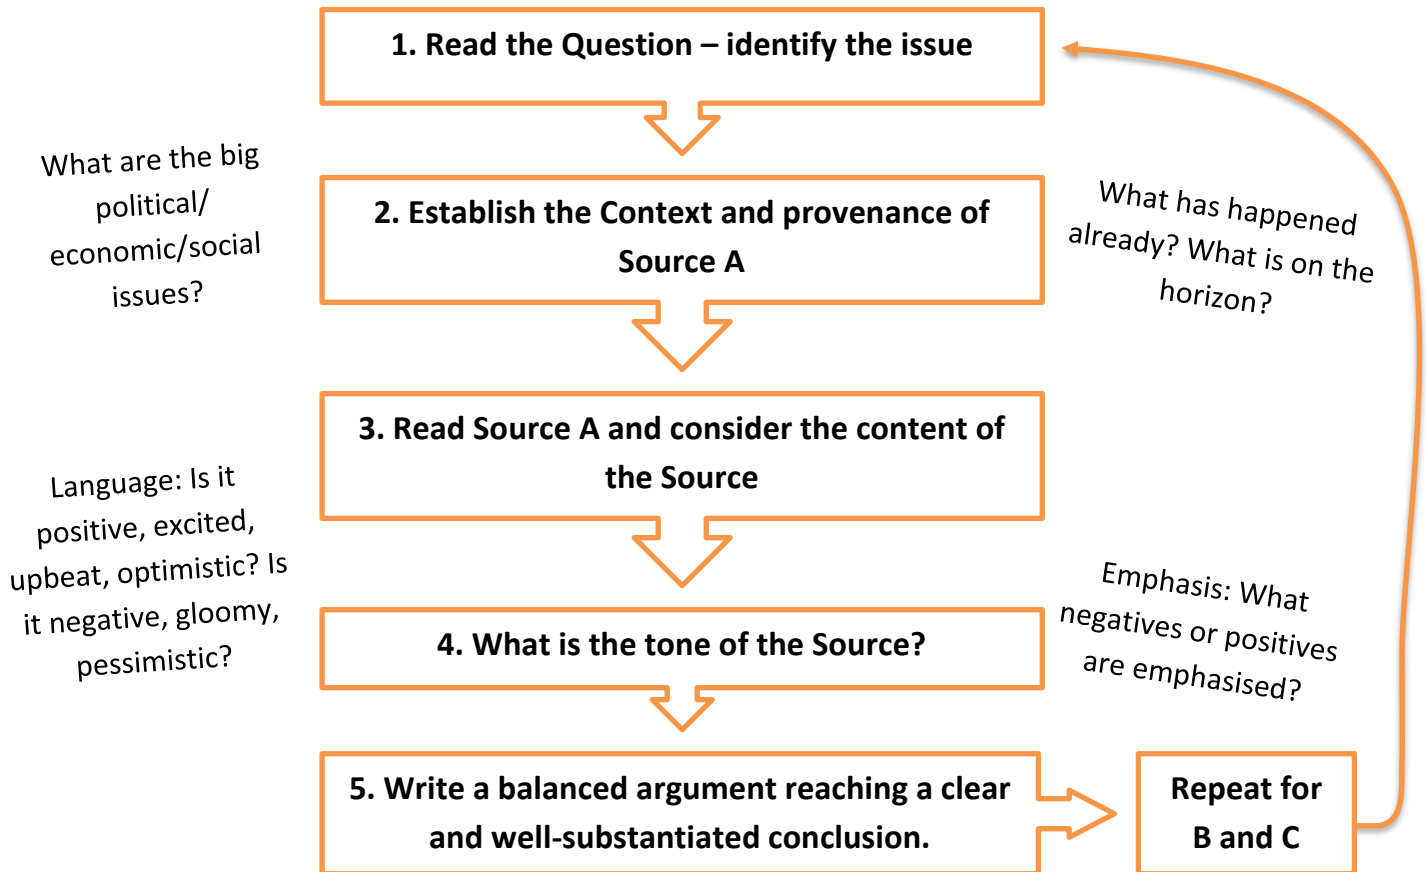 1. Read the Question – identify the issue
What are the big
political/
economic/social
issues?
2. Establish the Context and provenance of
Source A
What has happened
already? What is on the
horizon?
3. Read Source A and consider the content of
the Source
Language: Is it
positive, excited,
upbeat, optimistic? Is
it negative, gloomy,
pessimistic?
4. What is the tone of the Source?
Emphasis: What
negatives or positives
are emphasised?
5. Write a balanced argument reaching a clear
and well-substantiated conclusion.
Repeat for
B and C